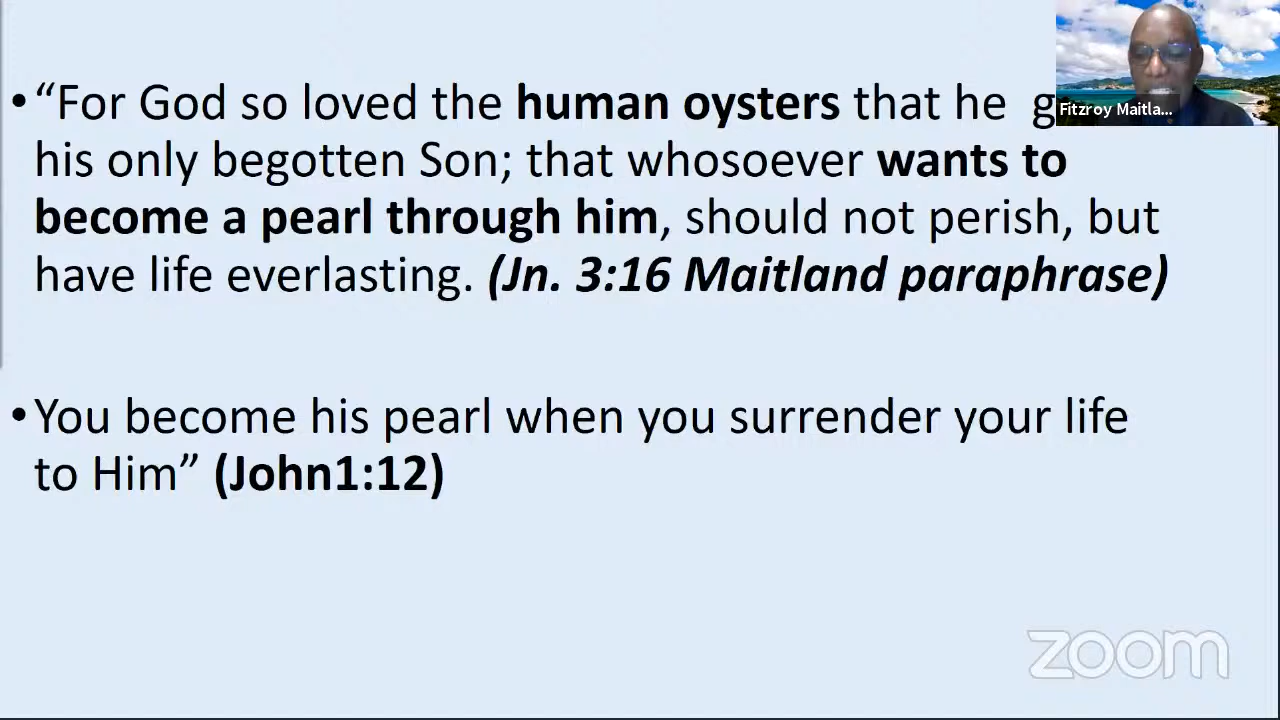 • “For God so loved the human oysters that he
his only begotten Son; that whosoever wants to
become a pearl through him, should not perish, but
have life everlasting. (Jn. 3:16 Maitland paraphrase)
• You become his pearl when you surrender your life
to Him” (John1:12)
Fitzroy Maitla...
zoom